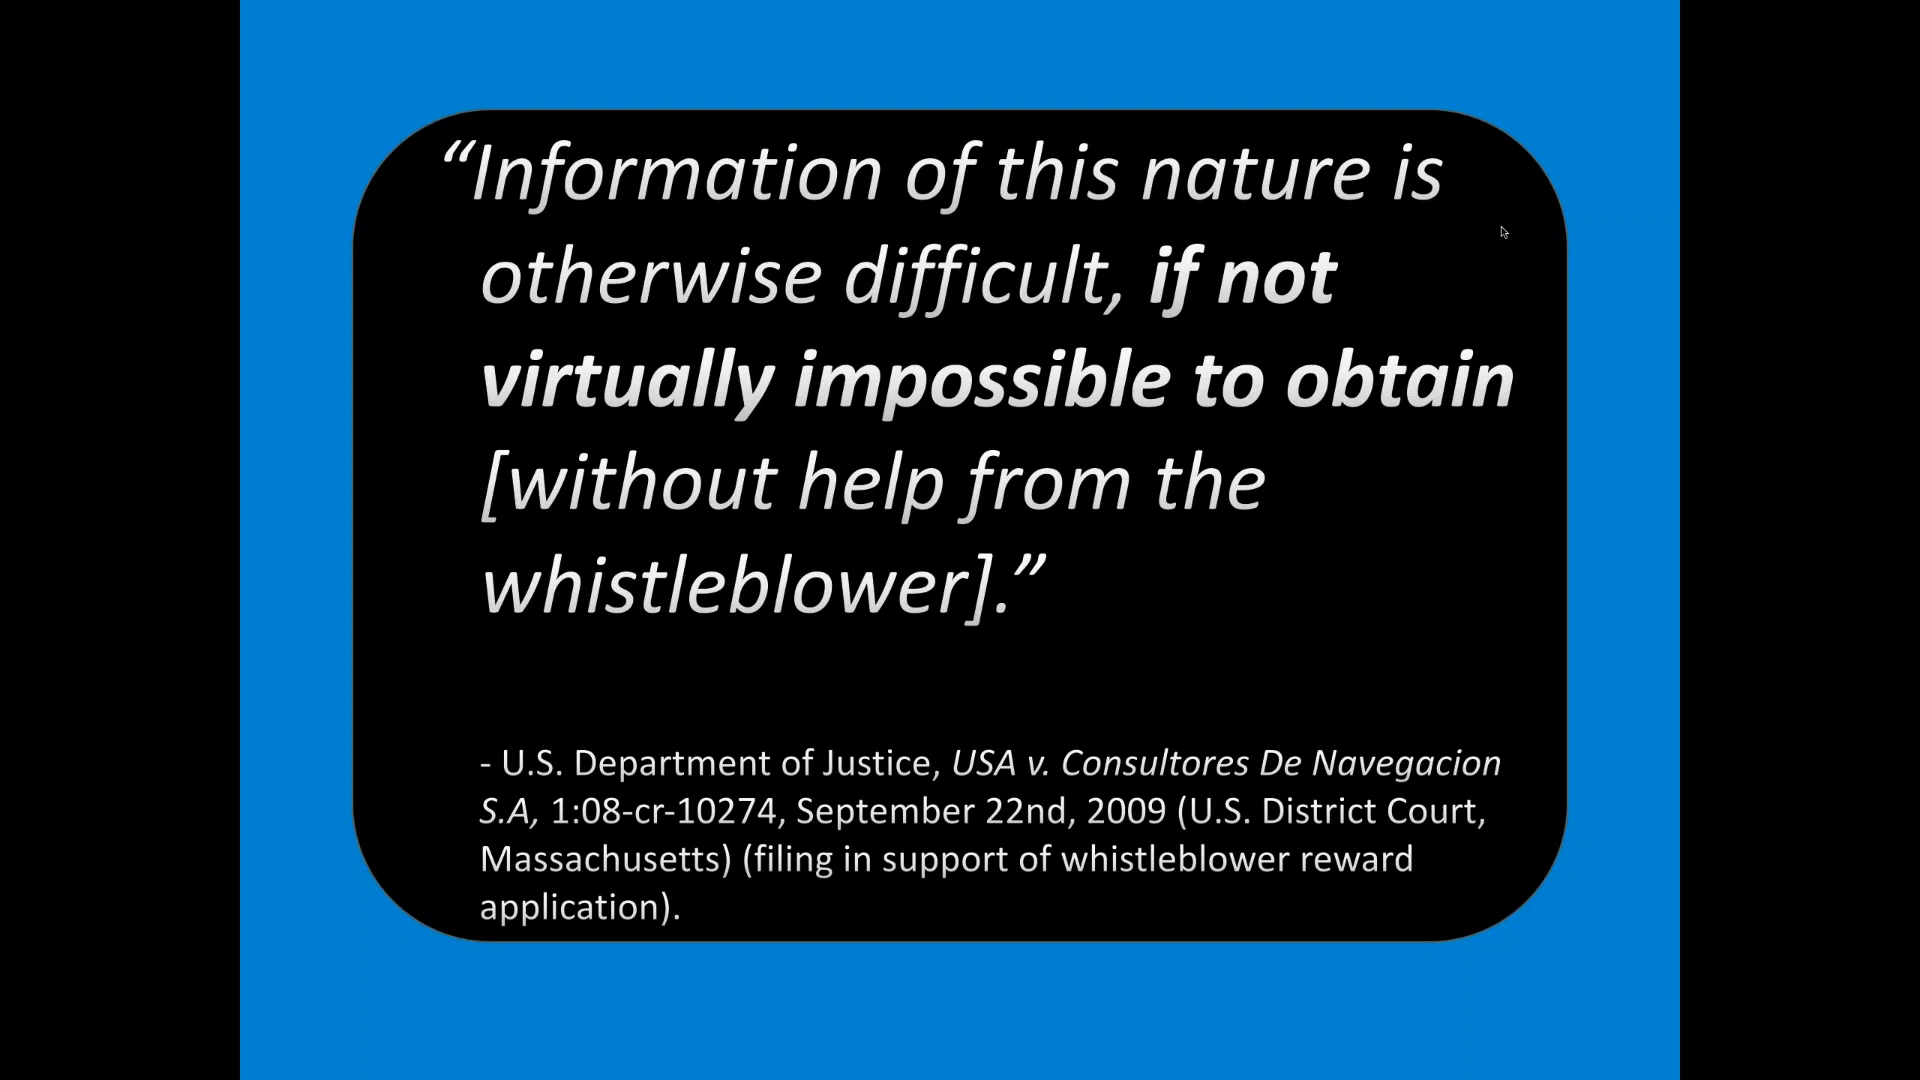 “Information of this nature is
otherwise difficult, if not
virtually impossible to obtain
[without help from the
whistleblower].”
- U.S. Department of Justice, USA v. Consultores De Navegacion
S.A, 1:08-cr-10274, September 22nd, 2009 (U.S. District Court,
Massachusetts) (filing in support of whistleblower reward
application).